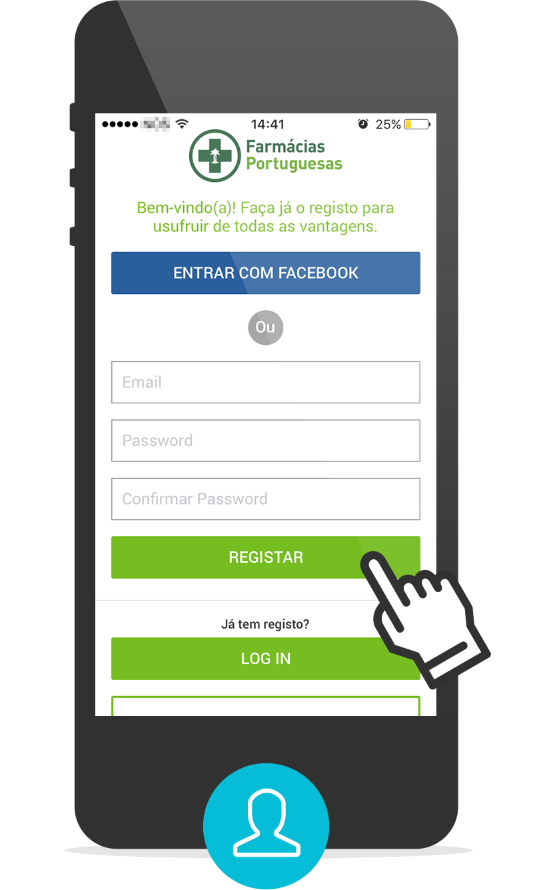 14:41
25%
Farmácias
Portuguesas
Bem-vindo(a)! Faça já o registo para
usufruir de todas as vantagens.
ENTRAR COM FACEBOOK
Ou
Email
Password
Confirmar Password
REGISTAR
Já tem registo?
LOG IN